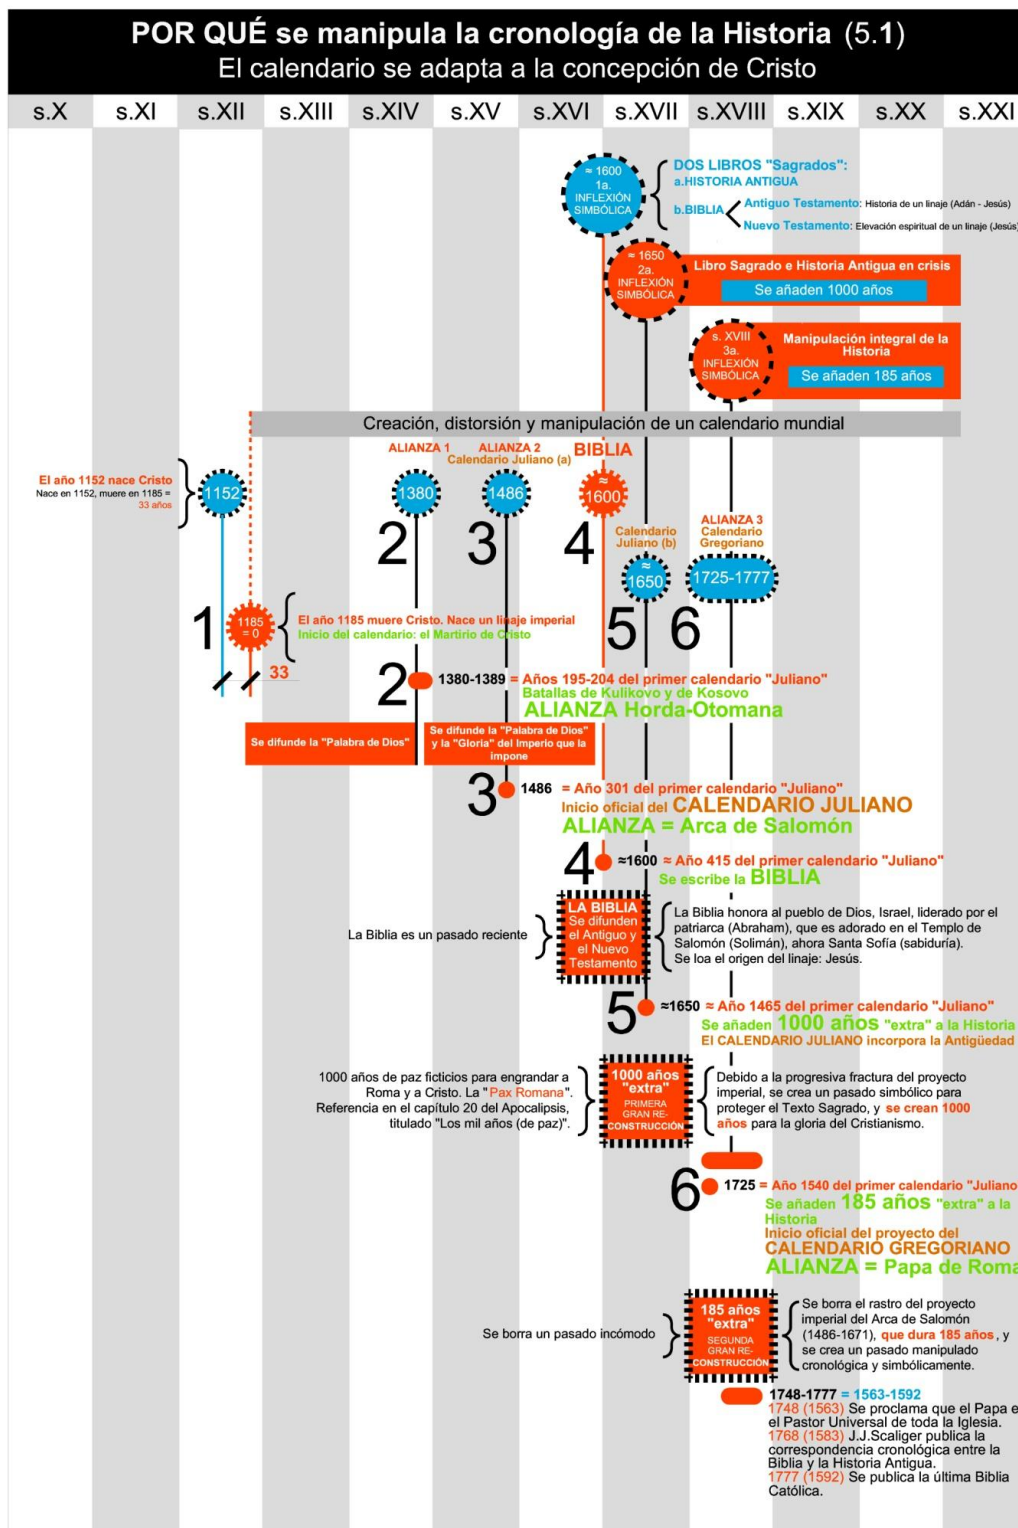 POR QUÉ se manipula la cronología de la Historia (5.1)
El calendario se adapta a la concepción de Cristo
s.X s.XI s.XII s.XIII s.XIV s.XV s.XVI s.XVII s.XVIII s.XIX s.XX s.XXI
≈ 1600
1a.
INFLEXIÓN
SIMBÓLICA
DOS LIBROS "Sagrados":
a.HISTORIA ANTIGUA
b.BIBLIA
Antiguo Testamento: Historia de un linaje (Adán - Jesús)
Nuevo Testamento: Elevación espiritual de un linaje (Jesús)
≈ 1650
2a.
INFLEXIÓN
SIMBÓLICA
Libro Sagrado e Historia Antigua en crisis
Se añaden 1000 años
s. XVIII
3a.
INFLEXIÓN
SIMBÓLICA
Manipulación integral de la
Historia
Se añaden 185 años
Creación, distorsión y manipulación de un calendario mundial
El año 1152 nace Cristo
Nace en 1152, muere en 1185 =
33 años
1152
ALIANZA 1
1380
2
ALIANZA 2
Calendario Juliano (a)
1486
3
BIBLIA
≈
1600
4
Calendario
Juliano (b)
≈
1650
5
ALIANZA 3
Calendario
Gregoriano
1725-1777
6
1
1185
= 0
El año 1185 muere Cristo. Nace un linaje imperial
Inicio del calendario: el Martirio de Cristo
33
2
1380-1389 = Años 195-204 del primer calendario "Juliano"
Batallas de Kulikovo y de Kosovo
ALIANZA Horda-Otomana
Se difunde la "Palabra de Dios"
Se difunde la "Palabra de Dios"
y la "Gloria" del Imperio que la
impone
3
1486 = Año 301 del primer calendario "Juliano"
Inicio oficial del CALENDARIO JULIANO
ALIANZA = Arca de Salomón
4
≈1600 ≈ Año 415 del primer calendario "Juliano"
Se escribe la BIBLIA
La Biblia es un pasado reciente
LA BIBLIA
Se difunden
el Antiguo y
el Nuevo
Testamento
La Biblia honora al pueblo de Dios, Israel, liderado por el
patriarca (Abraham), que es adorado en el Templo de
Salomón (Solimán), ahora Santa Sofía (sabiduría).
Se loa el origen del linaje: Jesús.
5
≈1650 ≈ Año 1465 del primer calendario "Juliano"
Se añaden 1000 años "extra" a la Historia
El CALENDARIO JULIANO incorpora la Antigüedad
1000 años de paz ficticios para engrandar a
Roma y a Cristo. La "Pax Romana".
Referencia en el capítulo 20 del Apocalipsis,
titulado "Los mil años (de paz)".
1000 años
"extra"
PRIMERA
GRAN RE-
CONSTRUCCIÓN
Debido a la progresiva fractura del proyecto
imperial, se crea un pasado simbólico para
proteger el Texto Sagrado, y se crean 1000
años para la gloria del Cristianismo.
6
1725 = Año 1540 del primer calendario "Juliano
Se añaden 185 años "extra" a la
Historia
Inicio oficial del proyecto del
CALENDARIO GREGORIANO
ALIANZA = Papa de Roma
Se borra un pasado incómodo
185 años
"extra"
SEGUNDA
GRAN RE-
CONSTRUCCIÓN
Se borra el rastro del proyecto
imperial del Arca de Salomón
(1486-1671), que dura 185 años, y
se crea un pasado manipulado
cronológica y simbólicamente.
1748-1777 = 1563-1592
1748 (1563) Se proclama que el Papa e
el Pastor Universal de toda la Iglesia.
1768 (1583) J.J.Scaliger publica la
correspondencia cronológica entre la
Biblia y la Historia Antigua.
1777 (1592) Se publica la última Biblia
Católica.